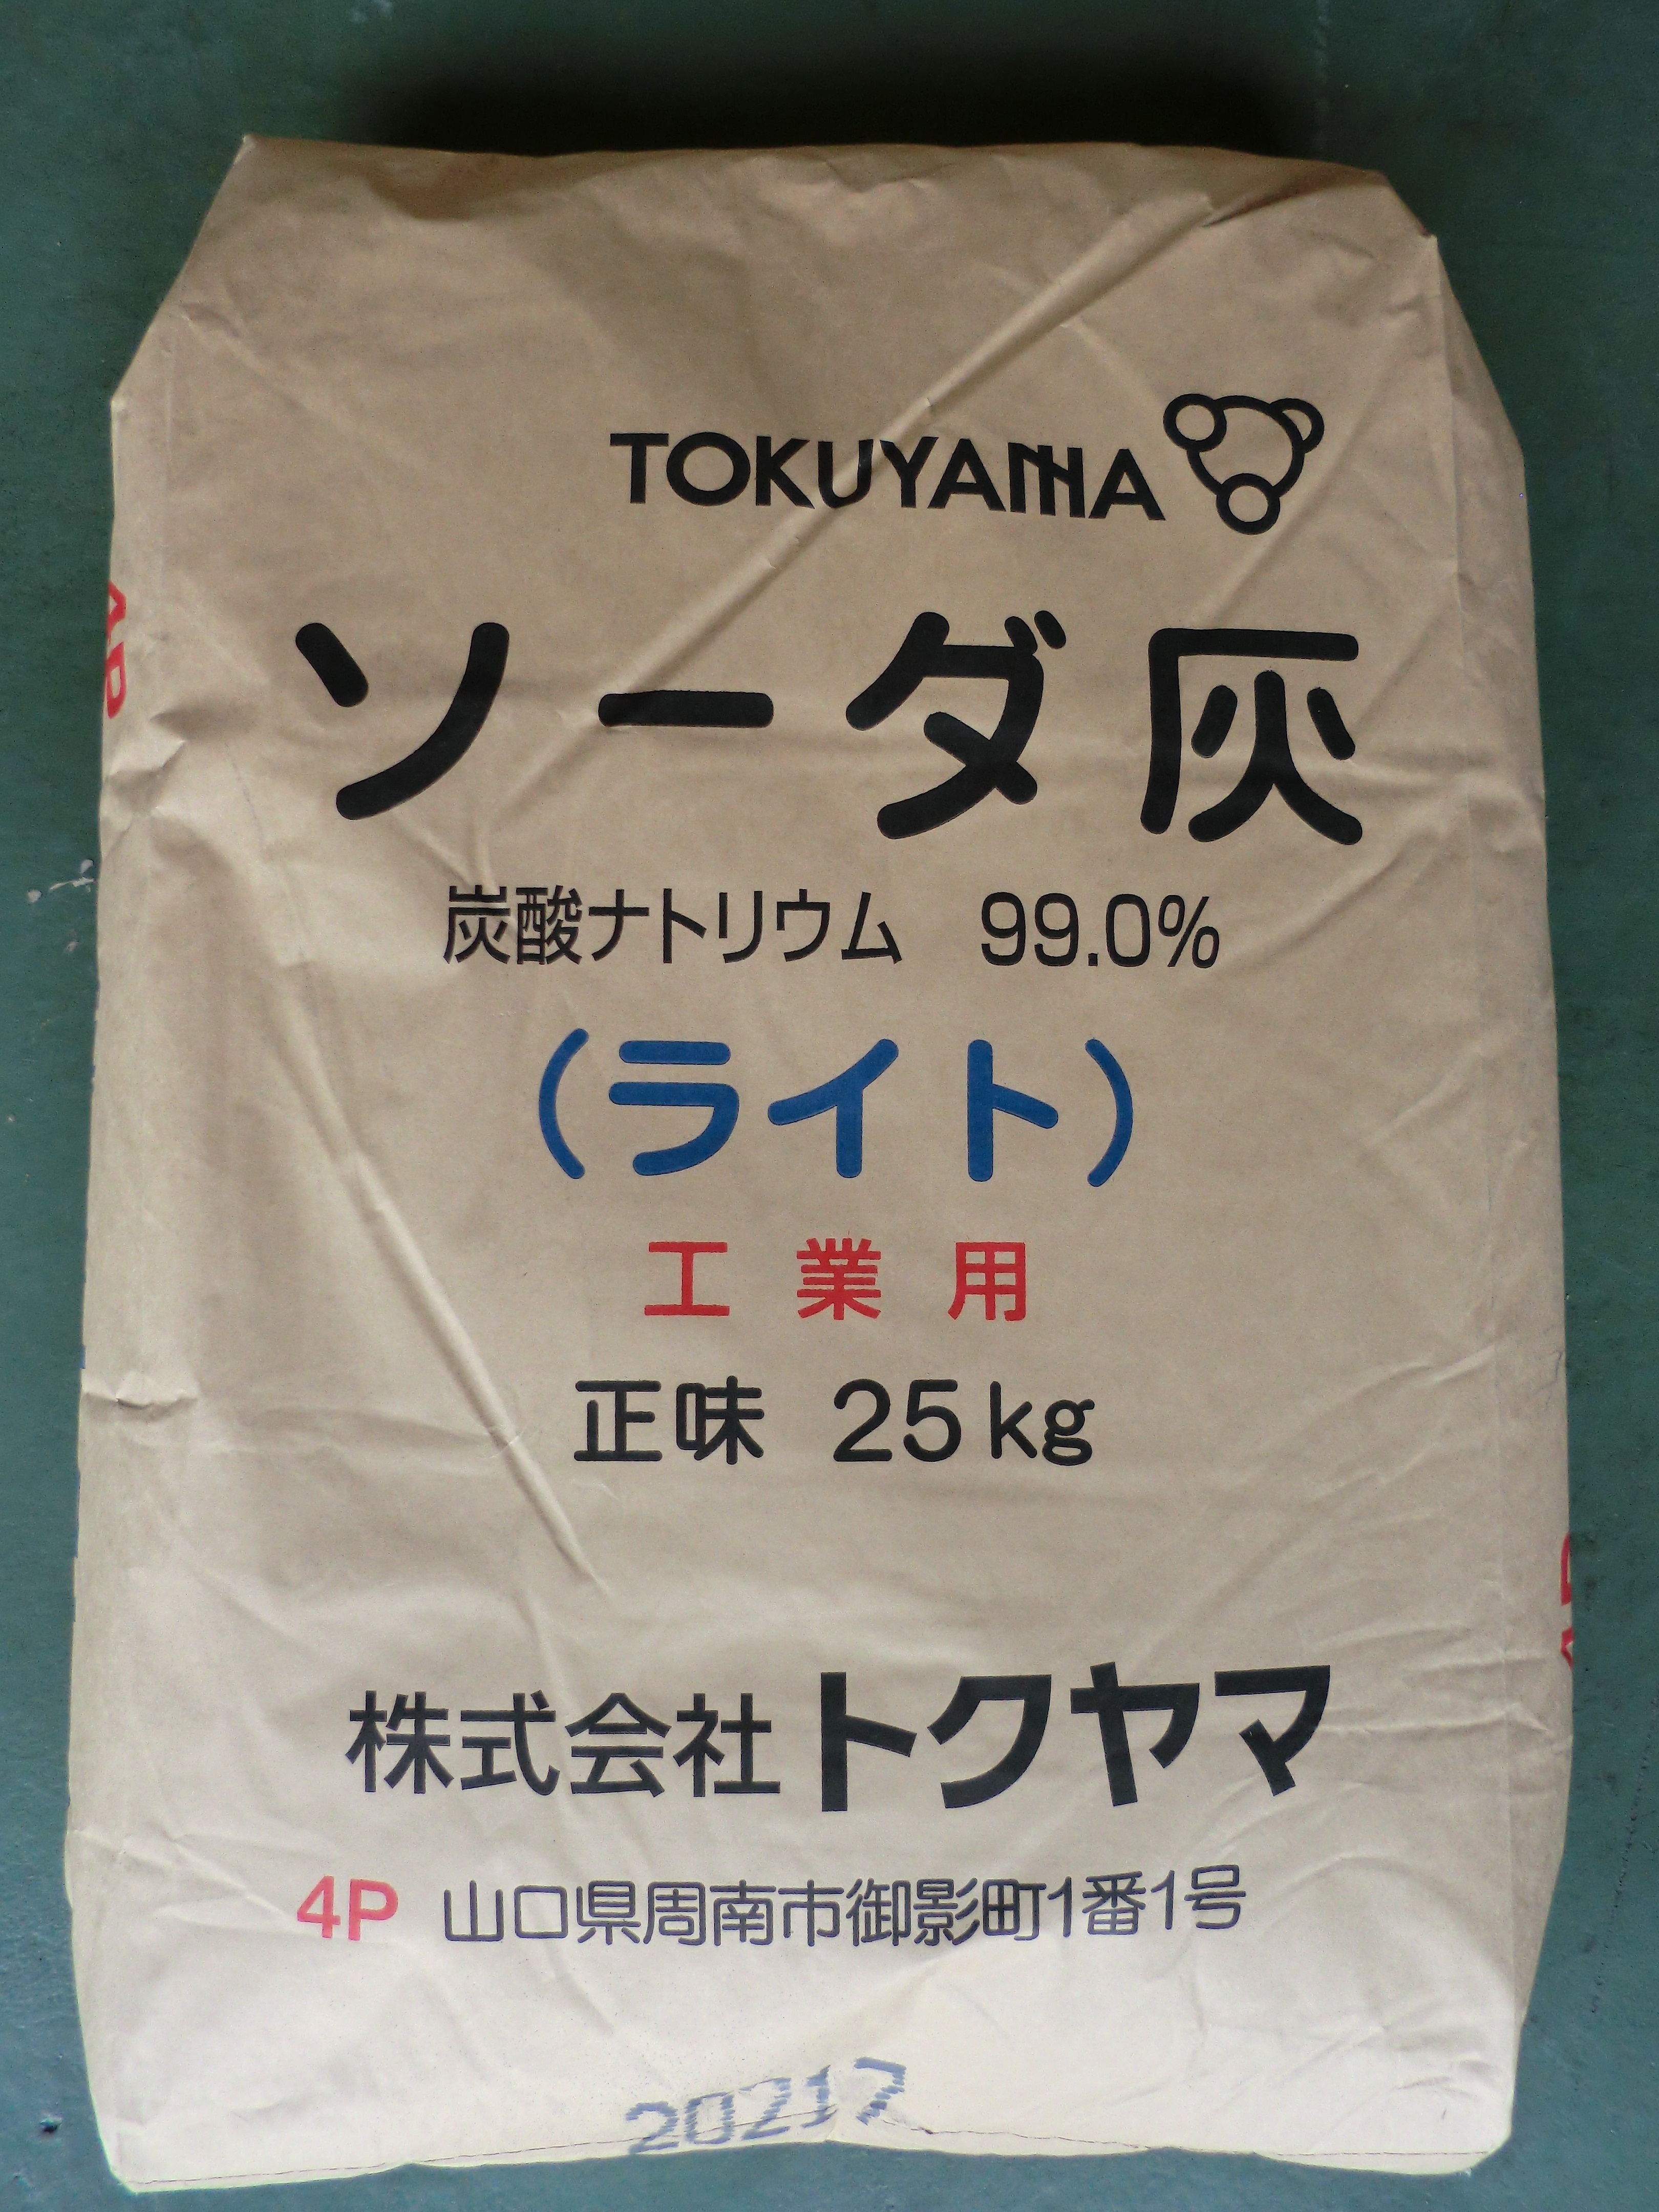 TOKUYAMA
ソーダ灰
炭酸ナトリウム 99.0%
(ライト)
工業用
正味 25kg
株式会社トクヤマ
4P 山口県周南市御影町1番1号